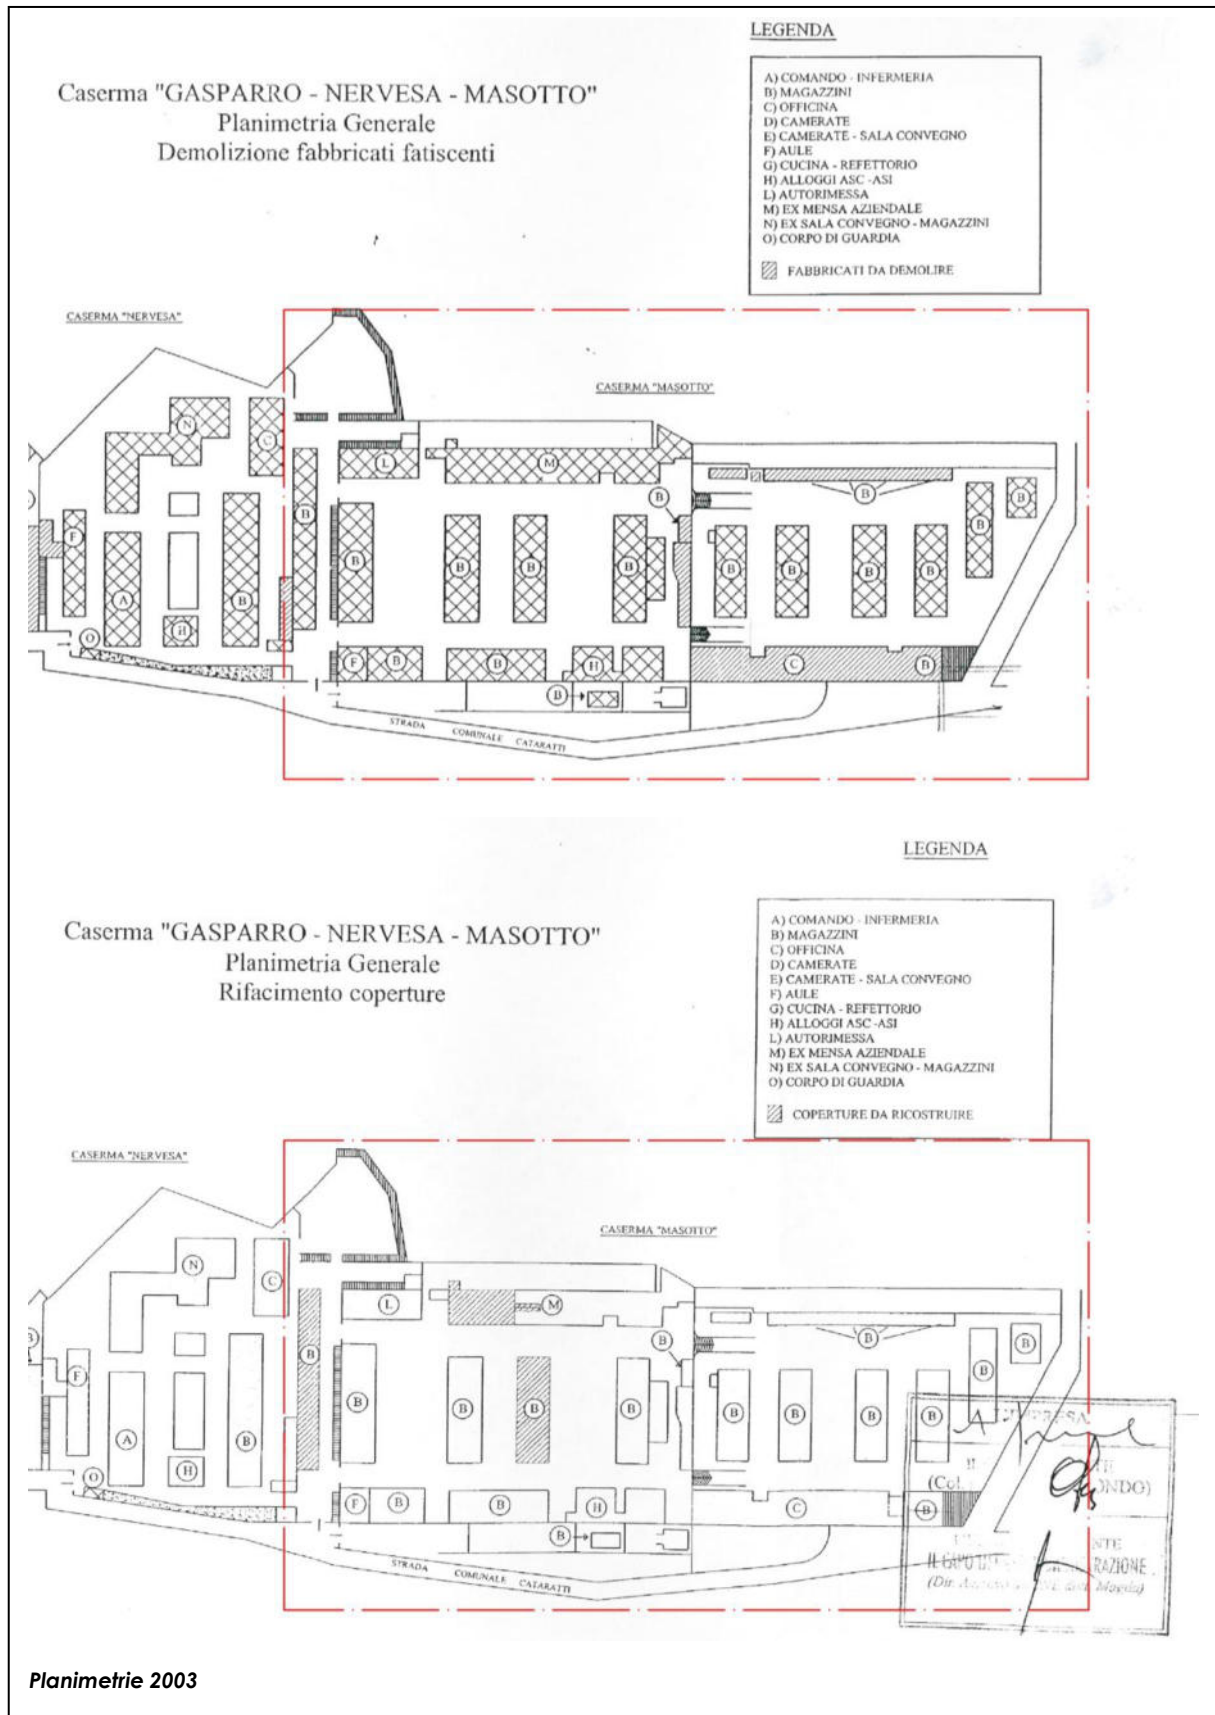 LEGENDA
Caserma "GASPARRO - NERVESA - MASOTTO"
Planimetria Generale
Demolizione fabbricati fatiscenti
A) COMANDO - INFERMERIA
B) MAGAZZINI
C) OFFICINA
D) CAMERATE
E) CAMERATE - SALA CONVEGNO
F) AULE
G) CUCINA - REFETTORIO
H) ALLOGGI ASC -ASI
L) AUTORIMESSA
M) EX MENSA AZIENDALE
N) EX SALA CONVEGNO - MAGAZZINI
O) CORPO DI GUARDIA
FABBRICATI DA DEMOLIRE
CASERMA "NERVESA"
CASERMA "MASOTTO"
N
C
L
M
B
B
B
B
B
F
B
B
B
B
B
B
B
B
A
B
H
O
F
B
B
H
C
B
B
STRADA COMUNALE CATARATTI
LEGENDA
Caserma "GASPARRO - NERVESA - MASOTTO"
Planimetria Generale
Rifacimento coperture
A) COMANDO - INFERMERIA
B) MAGAZZINI
C) OFFICINA
D) CAMERATE
E) CAMERATE - SALA CONVEGNO
F) AULE
G) CUCINA - REFETTORIO
H) ALLOGGI ASC -ASI
L) AUTORIMESSA
M) EX MENSA AZIENDALE
N) EX SALA CONVEGNO - MAGAZZINI
O) CORPO DI GUARDIA
COPERTURE DA RICOSTRUIRE
CASERMA "NERVESA"
CASERMA "MASOTTO"
N
C
L
M
B
B
B
B
B
B
F
B
B
B
B
B
B
B
B
B
A
B
H
O
F
B
B
H
C
B
B
STRADA COMUNALE CATARATTI
IL CAPO
(Col.
Planimetrie 2003